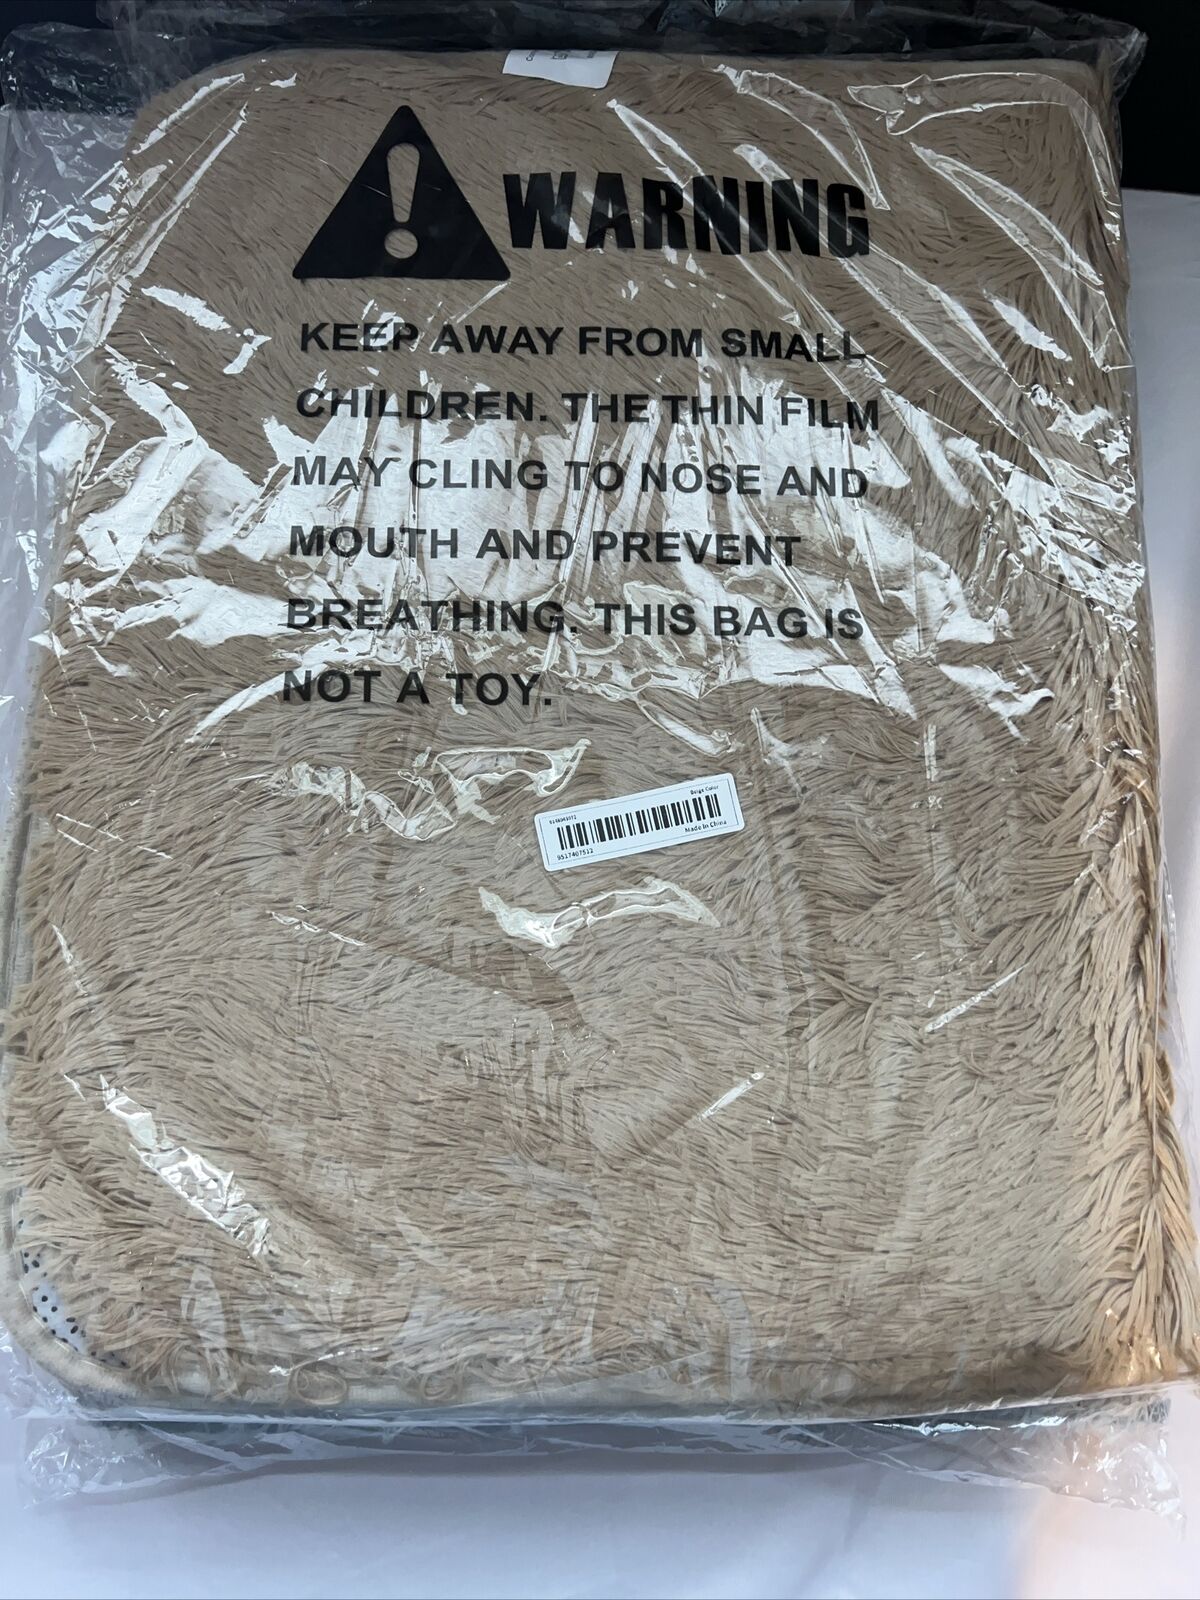 WARNING
KEEP AWAY FROM SMALL
CHILDREN. THE THIN FILM
MAY CLING TO NOSE AND
MOUTH AND PREVENT
BREATHING. THIS BAG IS
NOT A TOY.
Beige Color
Made in China
9517407512